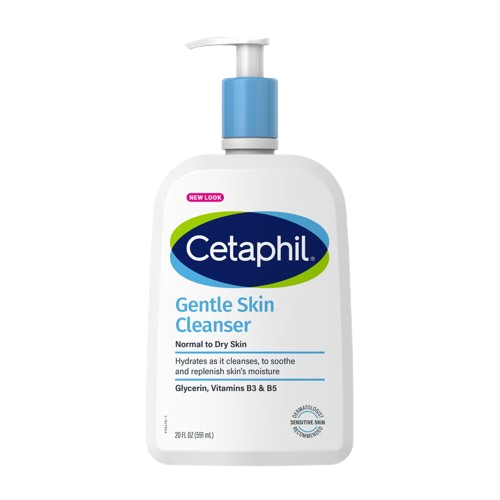 NEW LOOK
Cetaphil®
Gentle Skin
Cleanser
Normal to Dry Skin
Hydrates as it cleanses, to soothe
and replenish skin's moisture
Glycerin, Vitamins B3 & B5
DERMATOLOGIST
SENSITIVE SKIN
RECOMMENDED
20 FL OZ (591 mL)